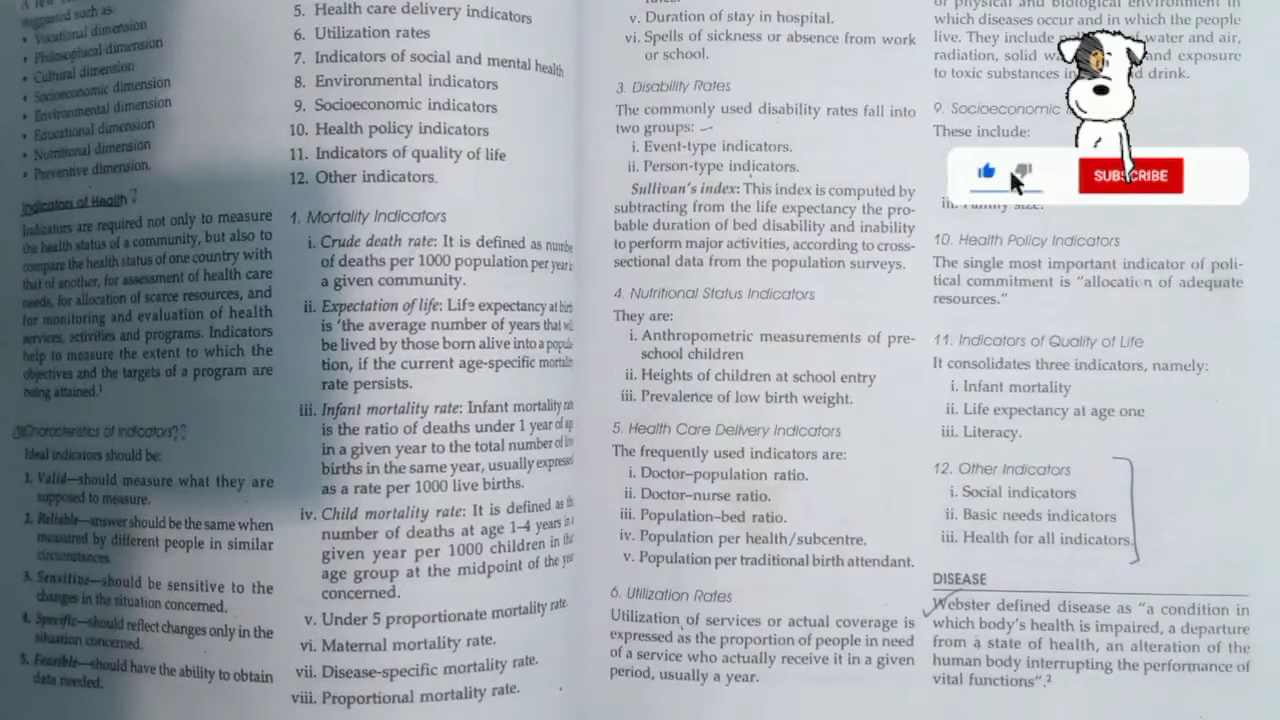 suggested such as
• Vocational dimension
• Philosophical dimension
• Cultural dimension
• Socioeconomic dimension
• Environmental dimension
• Educational dimension
• Nutritional dimension
• Preventive dimension.
Indicators of Health?
Indicators are required not only to measure
the health status of a community, but also to
compare the health status of one country with
that of another, for assessment of health care
needs, for allocation of scarce resources, and
for monitoring and evaluation of health
services, activities and programs. Indicators
help to measure the extent to which the
objectives and the targets of a program are
being attained.¹
Characteristics of Indicators??
Ideal indicators should be:
1. Valid—should measure what they are
supposed to measure.
2. Reliable—answer should be the same when
measured by different people in similar
circumstances.
3. Sensitive—should be sensitive to the
changes in the situation concerned.
4. Specific—should reflect changes only in the
situation concerned.
5. Feasible—should have the ability to obtain
data needed.
5. Health care delivery indicators
6. Utilization rates
7. Indicators of social and mental health
8. Environmental indicators
9. Socioeconomic indicators
10. Health policy indicators
11. Indicators of quality of life
12. Other indicators.
1. Mortality Indicators
i. Crude death rate: It is defined as
of deaths per 1000 population per year
a given community.
ii. Expectation of life: Life expectancy at
is 'the average number of years that
be lived by those born alive into a
tion, if the current age-specific
rate persists.
iii. Infant mortality rate: Infant mortality
is the ratio of deaths under 1 year of
in a given year to the total number of
births in the same year, usually
as a rate per 1000 live births.
iv. Child mortality rate: It is defined as
number of deaths at age 1–4 years
given year per 1000 children in
age group at the midpoint of the
concerned.
v. Under 5 proportionate mortality rate.
vi. Maternal mortality rate.
vii. Disease-specific mortality rate.
viii. Proportional mortality rate.
v. Duration of stay in hospital.
vi. Spells of sickness or absence from work
or school.
3. Disability Rates
The commonly used disability rates fall into
two groups:
i. Event-type indicators.
ii. Person-type indicators.
Sullivan's index: This index is computed by
subtracting from the life expectancy the pro-
bable duration of bed disability and inability
to perform major activities, according to cross-
sectional data from the population surveys.
4. Nutritional Status Indicators
They are:
i. Anthropometric measurements of pre-
school children
ii. Heights of children at school entry
iii. Prevalence of low birth weight.
5. Health Care Delivery Indicators
The frequently used indicators are:
i. Doctor–population ratio.
ii. Doctor–nurse ratio.
iii. Population–bed ratio.
iv. Population per health/subcentre.
v. Population per traditional birth attendant.
6. Utilization Rates
Utilization of services or actual coverage is
expressed as the proportion of people in need
of a service who actually receive it in a given
period, usually a year.
of physical and biological environment in
which diseases occur and in which the people
live. They include water and air,
radiation, solid and exposure
to toxic substances in drink.
9. Socioeconomic
These include:
SUBSCRIBE
iii. Family size.
10. Health Policy Indicators
The single most important indicator of poli-
tical commitment is "allocation of adequate
resources."
11. Indicators of Quality of Life
It consolidates three indicators, namely:
i. Infant mortality
ii. Life expectancy at age one
iii. Literacy.
12. Other Indicators
i. Social indicators
ii. Basic needs indicators
iii. Health for all indicators.
DISEASE
Webster defined disease as "a condition in
which body's health is impaired, a departure
from a state of health, an alteration of the
human body interrupting the performance of
vital functions".²